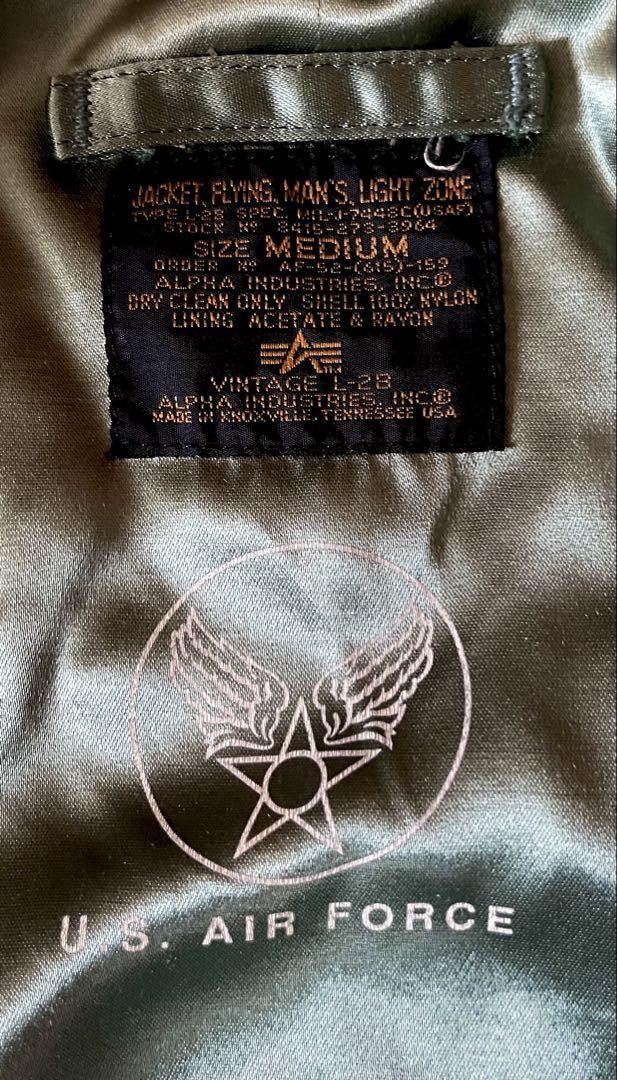 JACKET, FLYING, MAN'S, LIGHT ZONE
TYPE L-2B SPEC MIL-J-7448C(USAF)
STOCK Nº 8415-273-5964
SIZE MEDIUM
ORDER Nº AF-52-(615)-159
ALPHA INDUSTRIES, INC®
DRY CLEAN ONLY, SHELL 100% NYLON
LINING ACETATE & RAYON
TM
VINTAGE L-2B
ALPHA INDUSTRIES, INC®
MADE IN KNOXVILLE, TENNESSEE USA
U.S. AIR FORCE